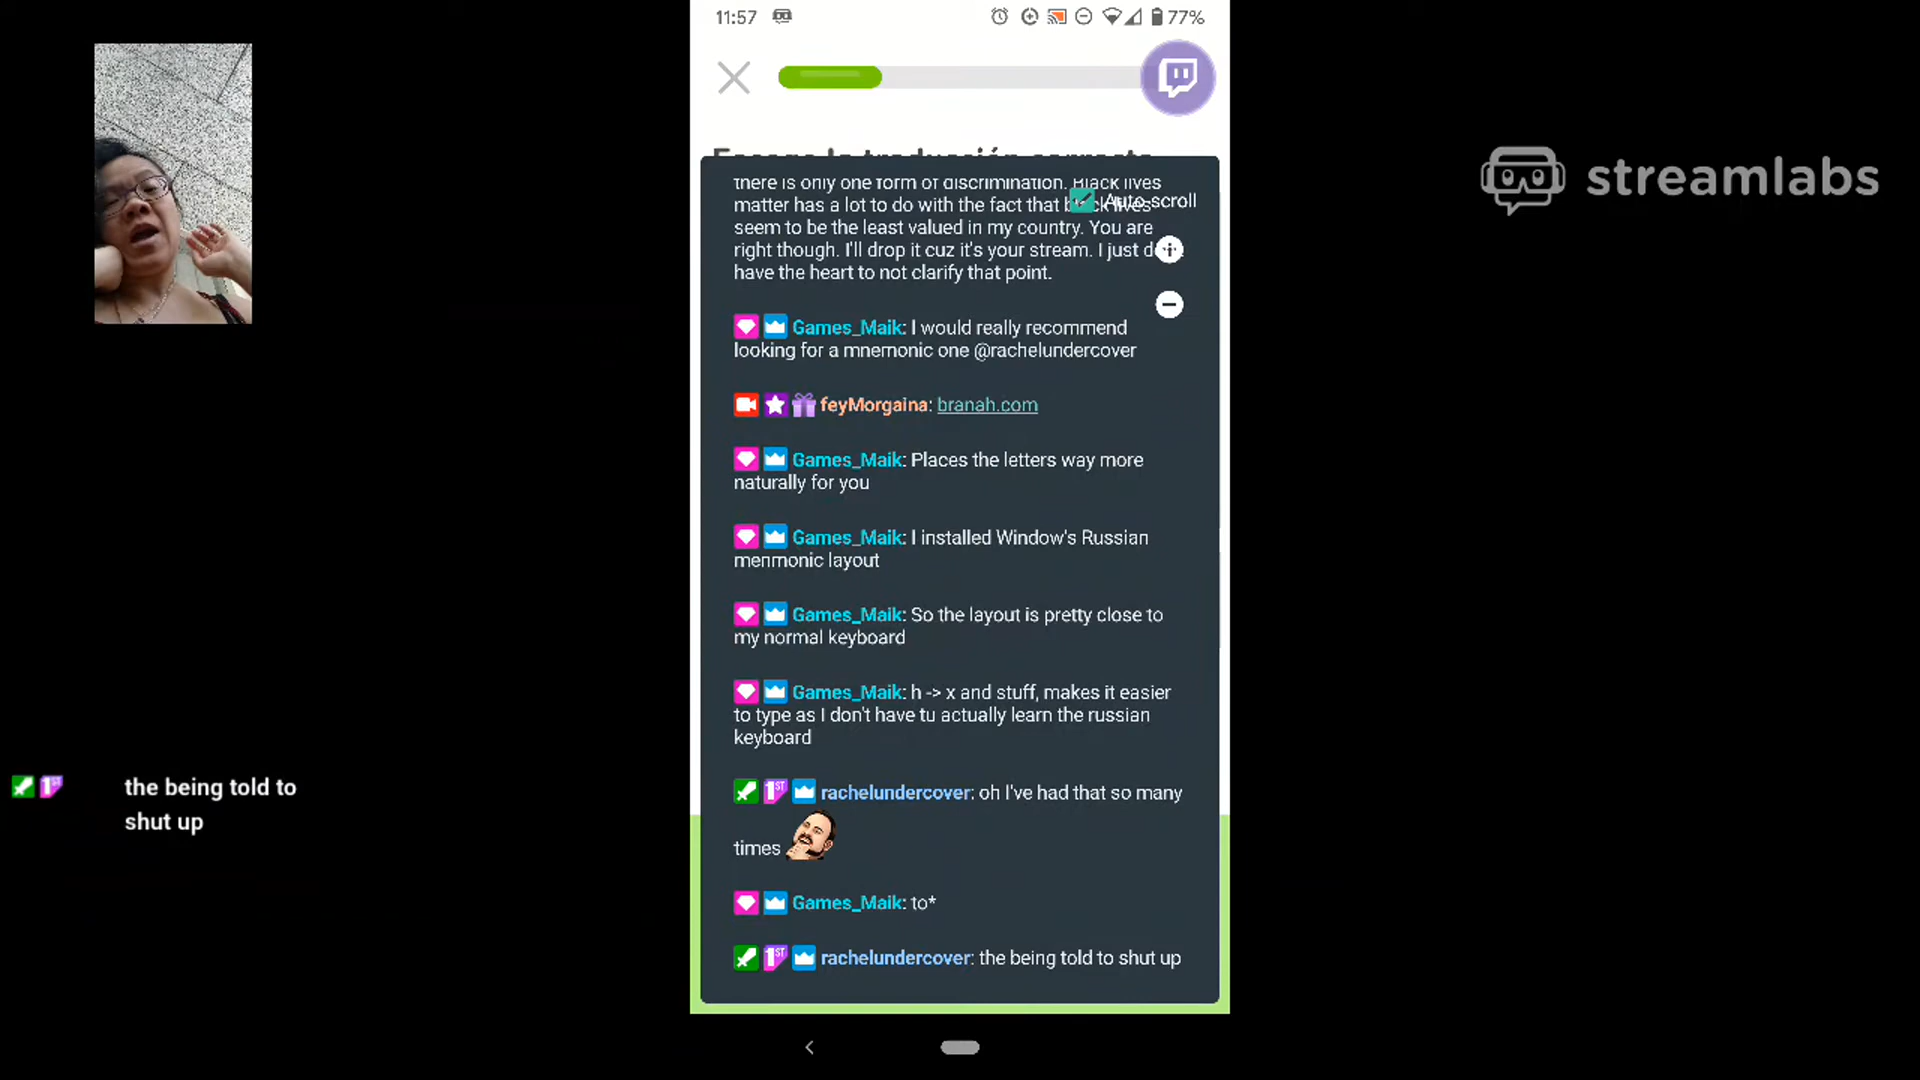 11:57
77%
Escoge la traducción correcta
there is only one form of discrimination. Black lives
Auto scroll
matter has a lot to do with the fact that black lives
seem to be the least valued in my country. You are
right though. I'll drop it cuz it's your stream. I just d
have the heart to not clarify that point.
Games_Maik: I would really recommend
looking for a mnemonic one @rachelundercover
feyMorgaina: branah.com
Games_Maik: Places the letters way more
naturally for you
Games_Maik: I installed Window's Russian
menmonic layout
Games_Maik: So the layout is pretty close to
my normal keyboard
Games_Maik: h -> x and stuff, makes it easier
to type as I don't have tu actually learn the russian
keyboard
1ST rachelundercover: oh I've had that so many
times
Games_Maik: to*
1ST rachelundercover: the being told to shut up
streamlabs
1ST the being told to
shut up